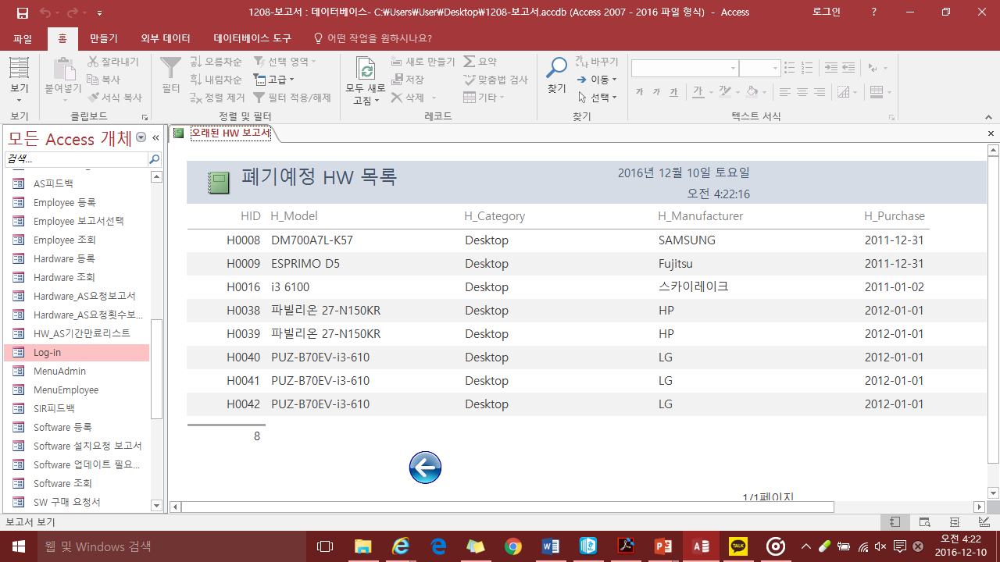 1208-보고서 : 데이터베이스- C:₩Users₩User₩Desktop₩1208-보고서.accdb (Access 2007 - 2016 파일 형식) - Access
로그인
?
파일 홈 만들기 외부 데이터 데이터베이스 도구 어떤 작업을 원하시나요?
보기
보기
붙여넣기
잘라내기
복사
서식 복사
클립보드
필터
오름차순
내림차순
정렬 제거
선택 영역
고급
필터 적용/해제
정렬 및 필터
모두 새로
고침
새로 만들기
저장
삭제
요약
맞춤법 검사
기타
레코드
찾기
바꾸기
이동
선택
찾기
가 가 가 가
텍스트 서식
모든 Access 개체
검색...
AS피드백
Employee 등록
Employee 보고서선택
Employee 조회
Hardware 등록
Hardware 조회
Hardware_AS요청보고서
Hardware_AS요청횟수보...
HW_AS기간만료리스트
Log-in
MenuAdmin
MenuEmployee
SIR피드백
Software 등록
Software 설치요청 보고서
Software 업데이트 필요...
Software 조회
SW 구매 요청서
오래된 HW 보고서
폐기예정 HW 목록
2016년 12월 10일 토요일
오전 4:22:16
HID H_Model H_Category H_Manufacturer H_Purchase
H0008 DM700A7L-K57 Desktop SAMSUNG 2011-12-31
H0009 ESPRIMO D5 Desktop Fujitsu 2011-12-31
H0016 i3 6100 Desktop 스카이레이크 2011-01-02
H0038 파빌리온 27-N150KR Desktop HP 2012-01-01
H0039 파빌리온 27-N150KR Desktop HP 2012-01-01
H0040 PUZ-B70EV-i3-610 Desktop LG 2012-01-01
H0041 PUZ-B70EV-i3-610 Desktop LG 2012-01-01
H0042 PUZ-B70EV-i3-610 Desktop LG 2012-01-01
8
1/1페이지
보고서 보기
웹 및 Windows 검색
TALK
오전 4:22
2016-12-10